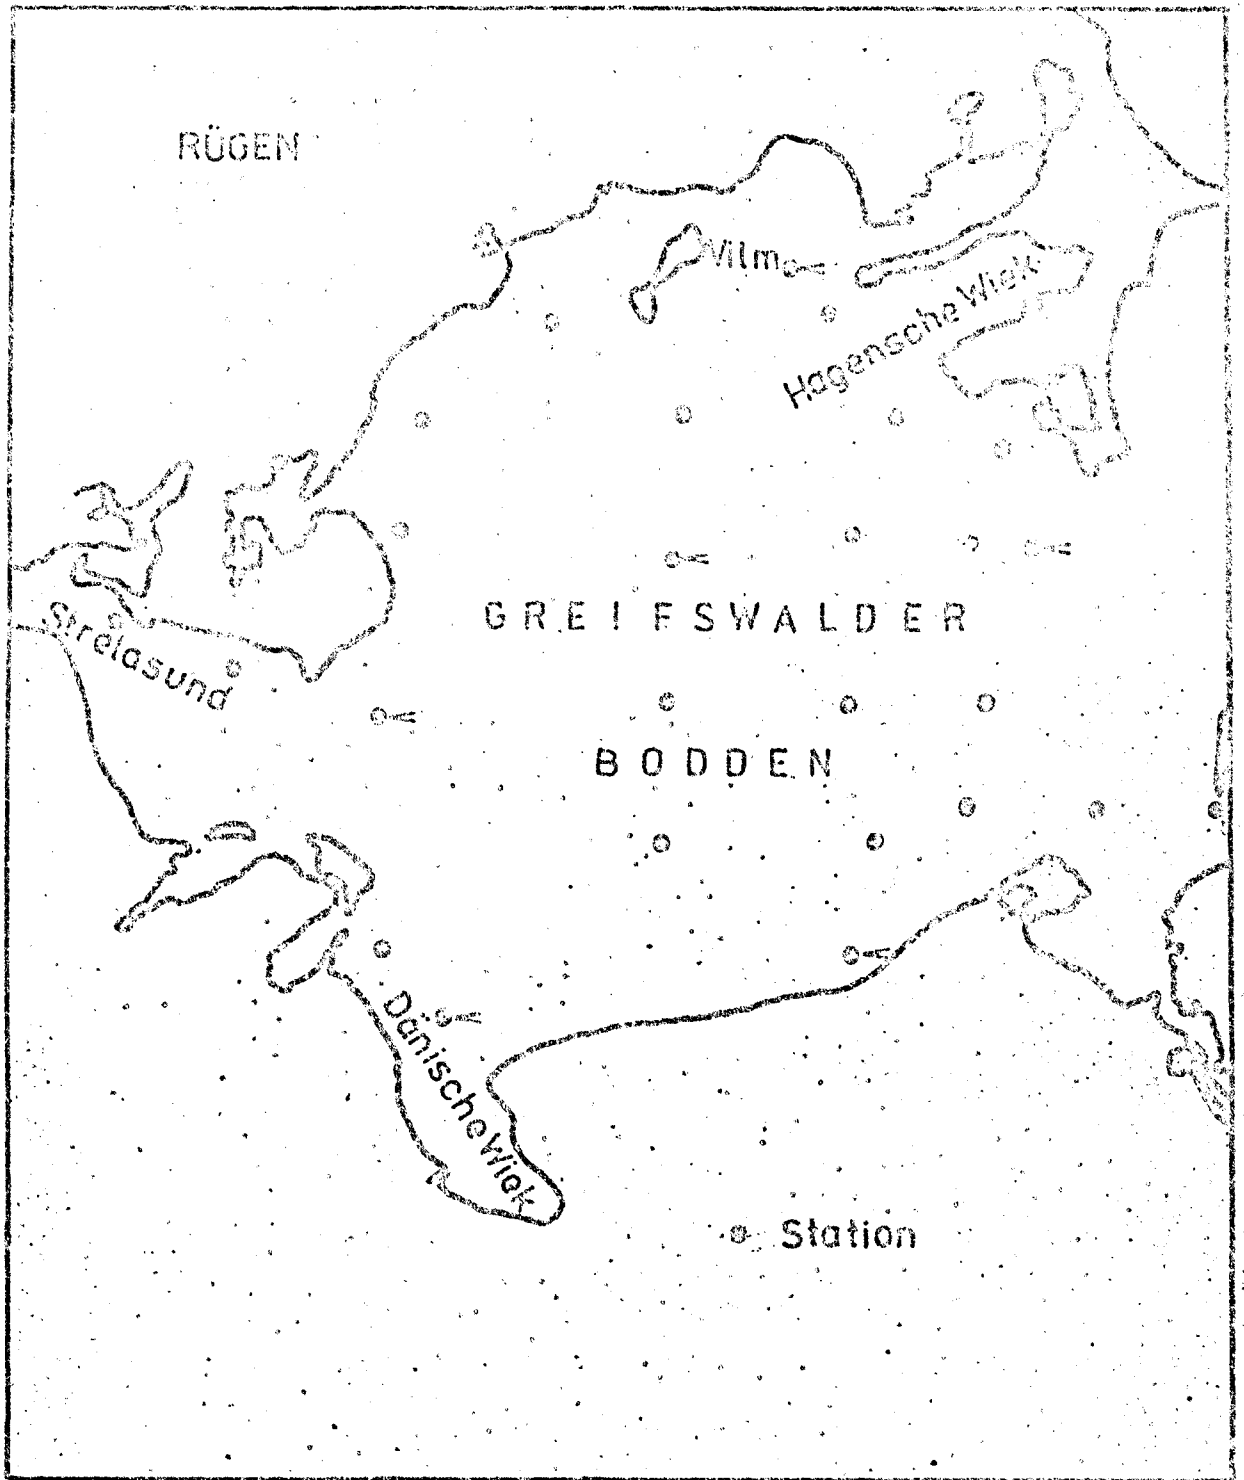 RÜGEN
Vilm
Hagensche Wiek
Strelasund
GREIFSWALDER
BODDEN
Dänische Wiek
Station